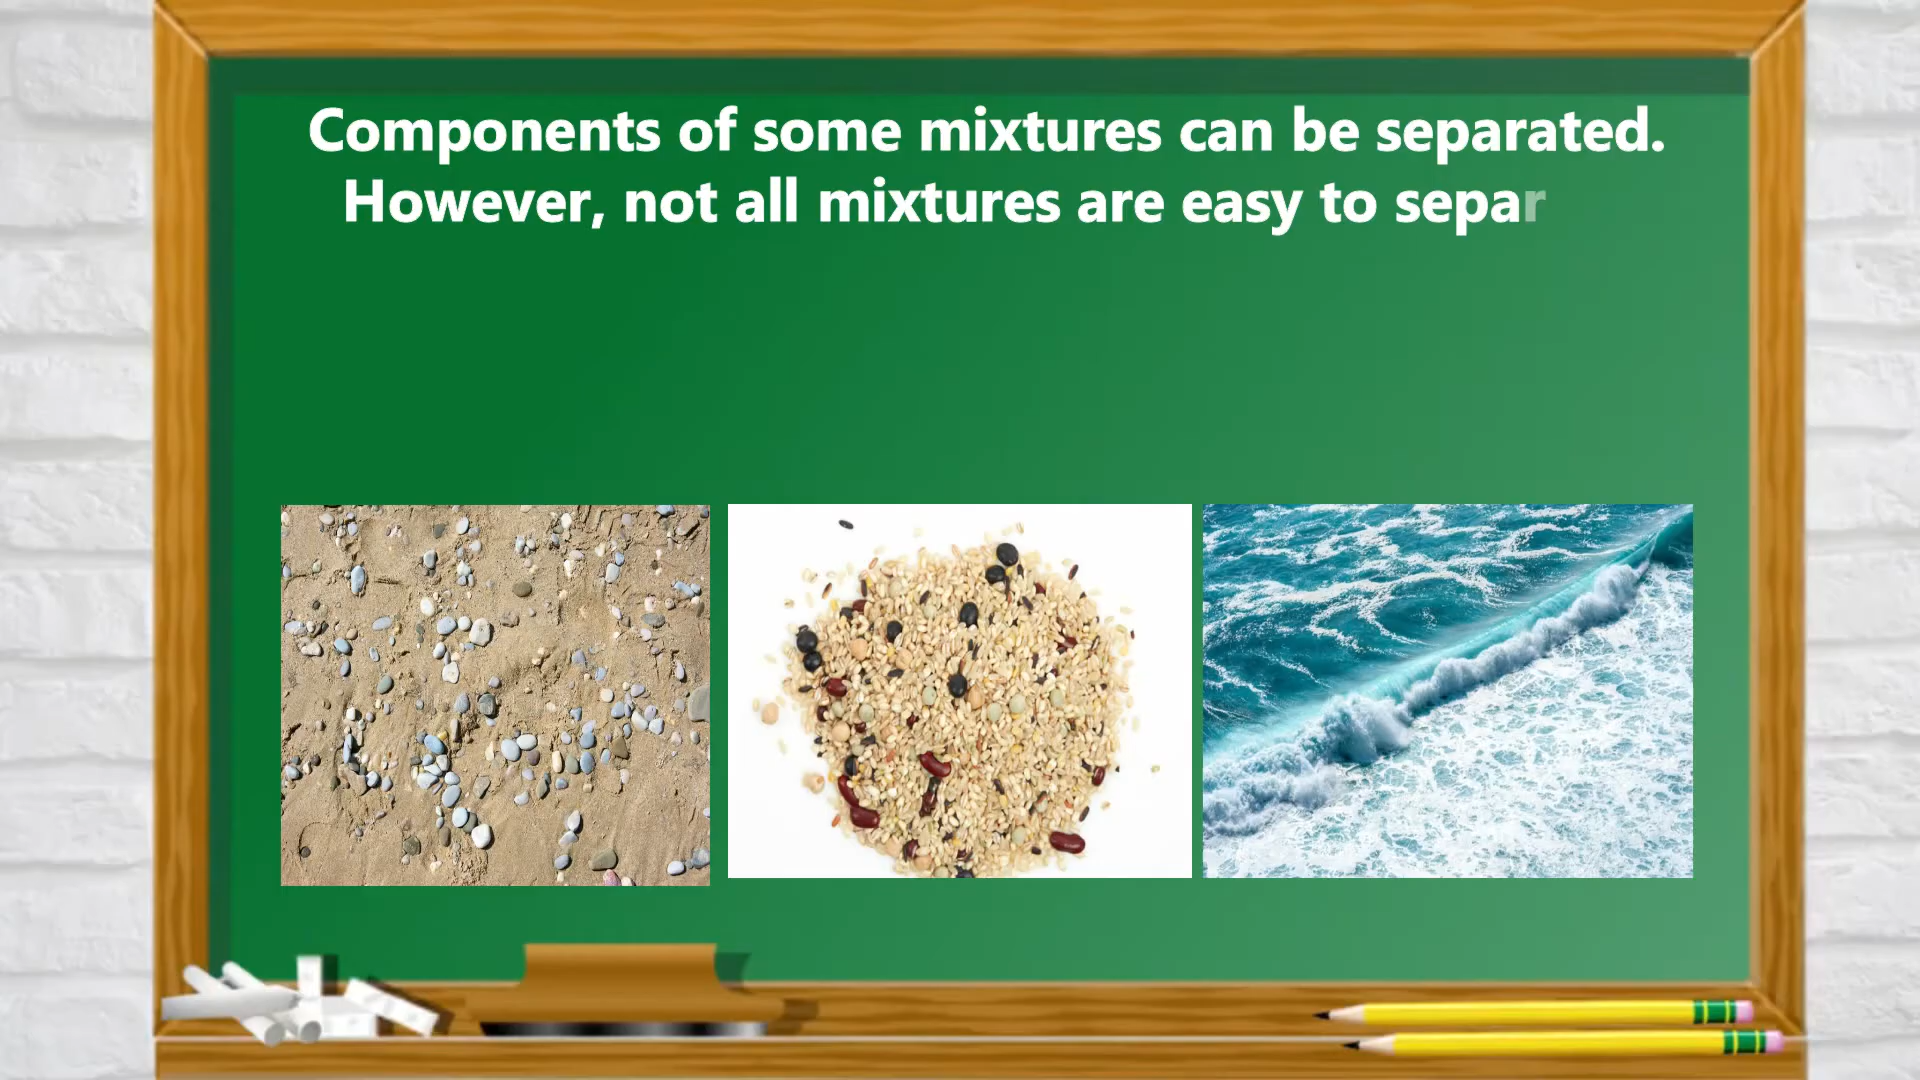 Components of some mixtures can be separated.
However, not all mixtures are easy to separ